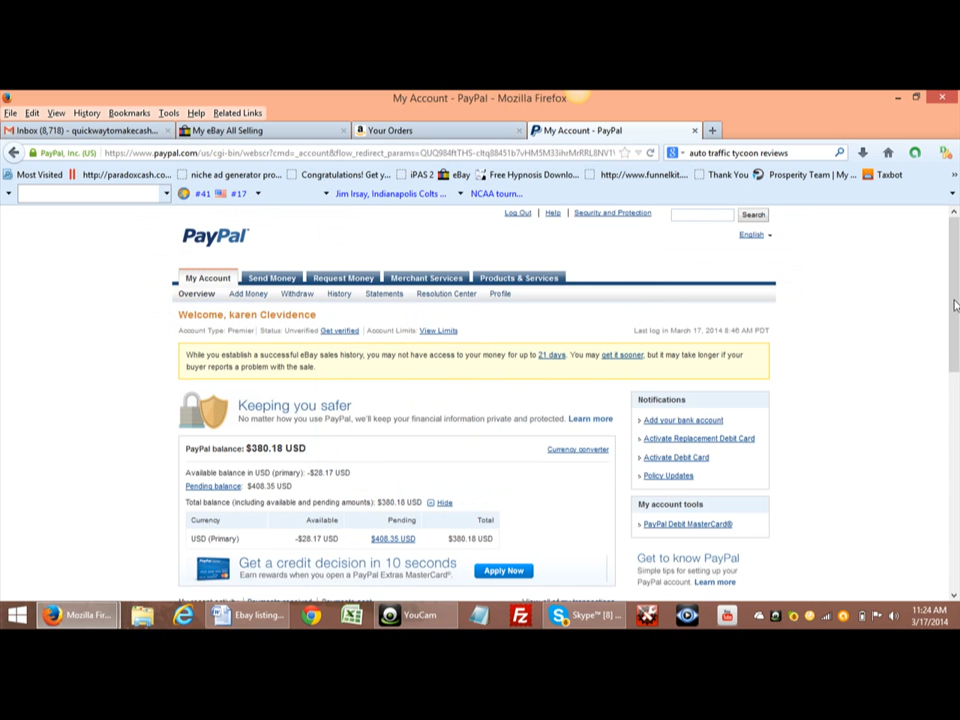 My Account - PayPal - Mozilla Firefox
File Edit View History Bookmarks Tools Help Related Links
Inbox (8,718) - quickwaytomakecash... My eBay All Selling Your Orders My Account - PayPal
PayPal, Inc. (US) auto traffic tycoon reviews
Most Visited http://paradoxcash.co... niche ad generator pro... Congratulations! Get y... iPAS 2 eBay Free Hypnosis Downlo... http://www.funnelkit.... Thank You Prosperity Team | My ... Taxbot
#41 #17 Jim Irsay, Indianapolis Colts ... NCAA tourn...
Log Out | Help | Security and Protection Search
PayPal
English
My Account Send Money Request Money Merchant Services Products & Services
Overview Add Money Withdraw History Statements Resolution Center Profile
Welcome, karen Clevidence
Account Type: Premier | Status: Unverified Get verified | Account Limits: View Limits Last log in March 17, 2014 8:46 AM PDT
While you establish a successful eBay sales history, you may not have access to your money for up to 21 days. You may get it sooner, but it may take longer if your
buyer reports a problem with the sale.
Keeping you safer
No matter how you use PayPal, we'll keep your financial information private and protected. Learn more
PayPal balance: $380.18 USD Currency converter
Available balance in USD (primary): -$28.17 USD
Pending balance: $408.35 USD
Total balance (including available and pending amounts): $380.18 USD Hide
Currency Available Pending Total
USD (Primary) -$28.17 USD $408.35 USD $380.18 USD
Get a credit decision in 10 seconds
Earn rewards when you open a PayPal Extras MasterCard®.
Apply Now
Notifications
Add your bank account
Activate Replacement Debit Card
Activate Debit Card
Policy Updates
My account tools
PayPal Debit MasterCard®
Get to know PayPal
Simple tips for setting up your
PayPal account. Learn more
Mozilla Fir... Ebay listing... YouCam Skype™ [8] ... 11:24 AM
3/17/2014